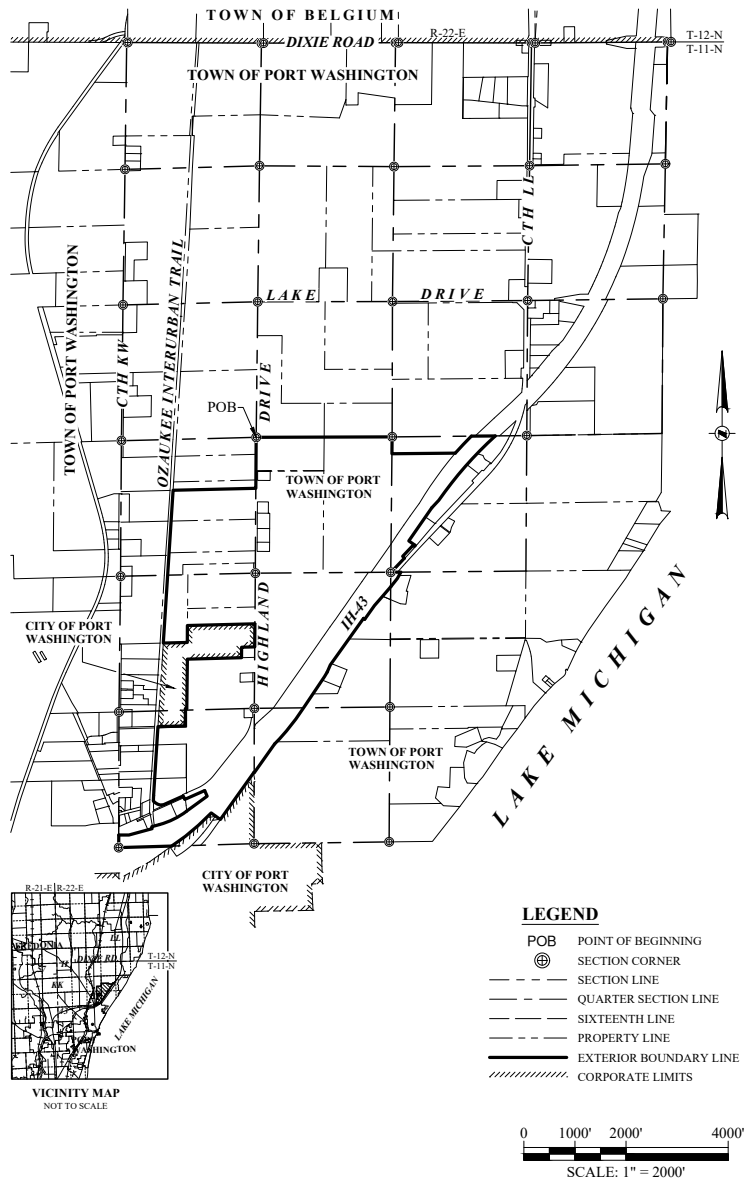 TOWN OF BELGIUM
DIXIE ROAD
R-22-E
T-12-N
T-11-N
TOWN OF PORT WASHINGTON
CTH LL
OZAUKEE INTERURBAN TRAIL
TOWN OF PORT WASHINGTON
LAKE DRIVE
CTH KW
DRIVE
POB
TOWN OF PORT
WASHINGTON
HIGHLAND
IH-43
CITY OF PORT
WASHINGTON
LAKE MICHIGAN
TOWN OF PORT
WASHINGTON
CITY OF PORT
WASHINGTON
R-21-E R-22-E
LL
DIXIE RD.
T-12-N
T-11-N
H
KK
LAKE MICHIGAN
WASHINGTON
VICINITY MAP
NOT TO SCALE
LEGEND
POB POINT OF BEGINNING
SECTION CORNER
SECTION LINE
QUARTER SECTION LINE
SIXTEENTH LINE
PROPERTY LINE
EXTERIOR BOUNDARY LINE
CORPORATE LIMITS
0 1000' 2000' 4000'
SCALE: 1" = 2000'